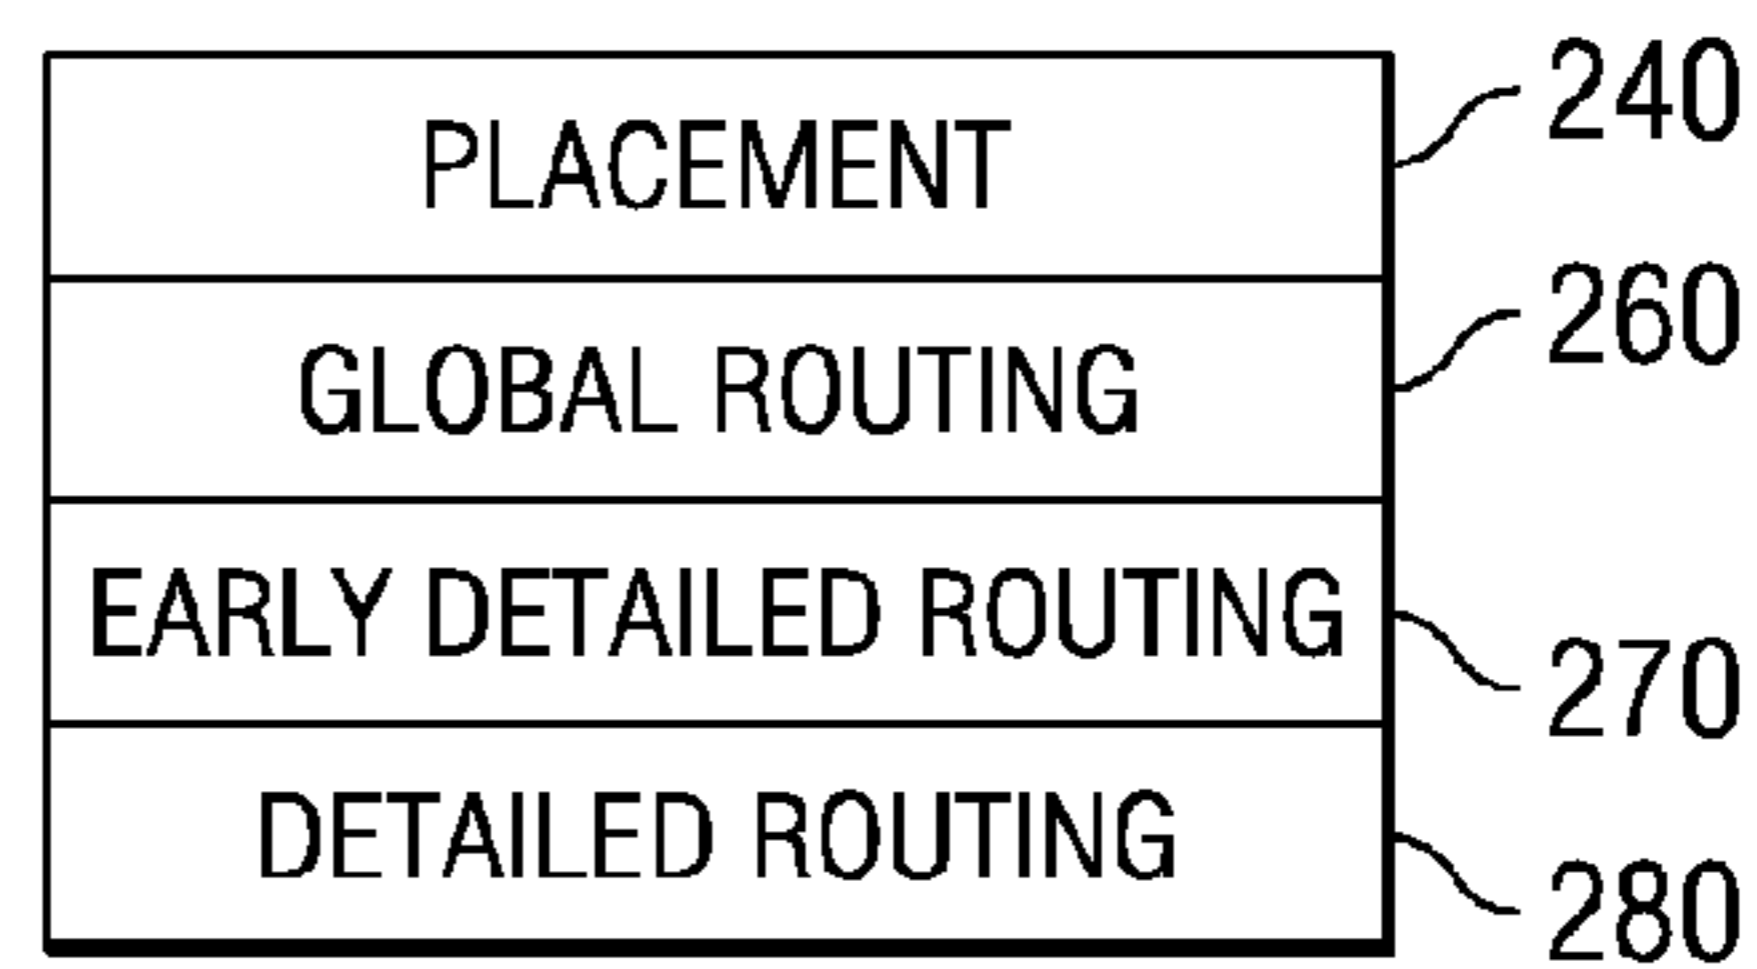 PLACEMENT 240
GLOBAL ROUTING 260
EARLY DETAILED ROUTING 270
DETAILED ROUTING 280